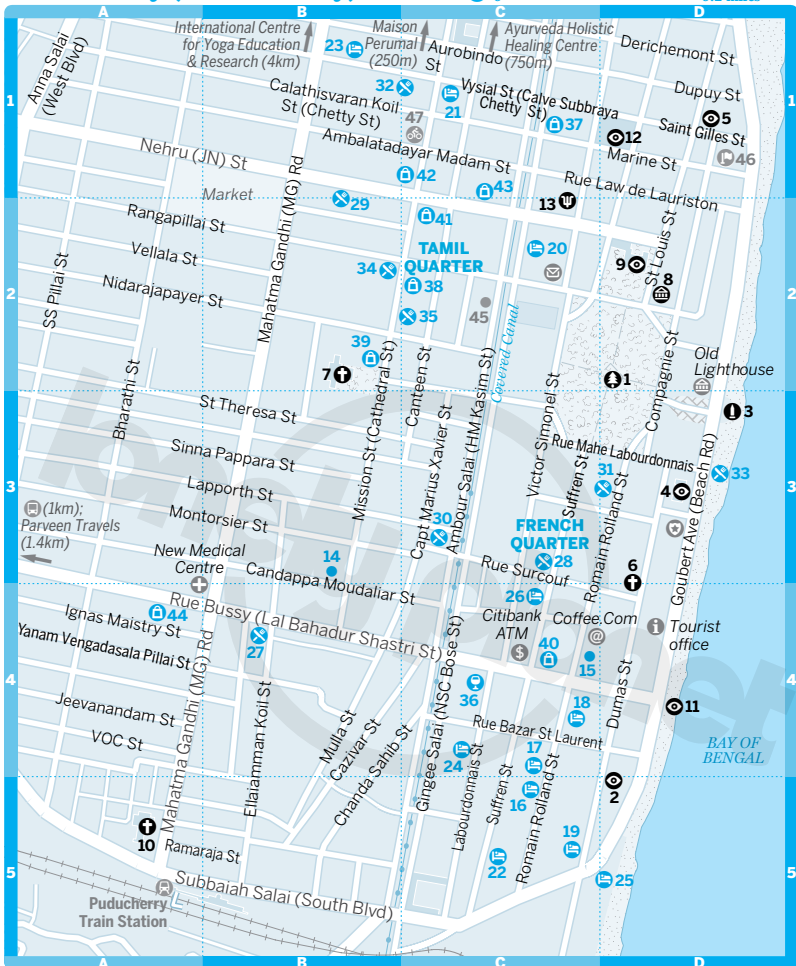 A
B
C
D
International Centre
for Yoga Education
& Research (4km)
Maison
Perumal
(250m)
Ayurveda Holistic
Healing Centre
(750m)
Anna Salai
(West Blvd)
23
Aurobindo
St
Derichemont St
Dupuy St
32
21
Vysial St (Calve Subbraya
Chetty St)
Calathisvaran Koil
St (Chetty St)
1
1
47
37
12
5
Saint Gilles St
46
Marine St
Ambalatadayar Madam St
Nehru (JN) St
42
43
13
Rue Law de Lauriston
Market
29
41
Rangapillai St
Vellala St
Nidarajapayer St
SS Pillai St
Mahatma Gandhi (MG) Rd
TAMIL
QUARTER
20
34
38
9
8
St Louis St
2
2
35
45
Covered Canal
39
7
1
Old
Lighthouse
Compagnie St
3
Bharathi St
St Theresa St
Mission St (Cathedral St)
Canteen St
Capt Marius Xavier St
Ambour Salai (HM Kasim St)
Victor Simonel St
Suffren St
Rue Mahe Labourdonnais
Sinna Pappara St
Lapporth St
Montorsier St
31
33
4
3
3
Romain Rolland St
Goubert Ave (Beach Rd)
(1km);
Parveen Travels
(1.4km)
30
FRENCH
QUARTER
28
lonely planet
New Medical
Centre
14
Candappa Moudaliar St
Rue Surcouf
6
26
Rue Bussy (Lal Bahadur Shastri St)
44
Ignas Maistry St
Yanam Vengadasala Pillai St
27
Citibank
ATM
Coffee.Com
Tourist
office
40
15
4
4
36
18
11
Dumas St
Jeevanandam St
VOC St
Mahatma Gandhi (MG) Rd
Ellaiamman Koil St
Mulla St
Cazivar St
Chanda Sahib St
Gingee Salai (NSC Bose St)
Rue Bazar St Laurent
24
17
BAY OF
BENGAL
Labourdonnais St
Suffren St
16
Romain Rolland St
2
10
Ramaraja St
19
22
25
5
5
Subbaiah Salai (South Blvd)
Puducherry
Train Station
A
B
C
D